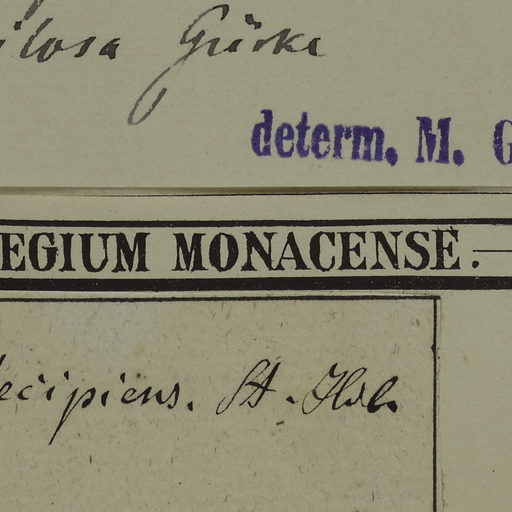 ilosa Gürke
determ. M. G
EGIUM MONACENSE.
ecipiens. St. Hil.